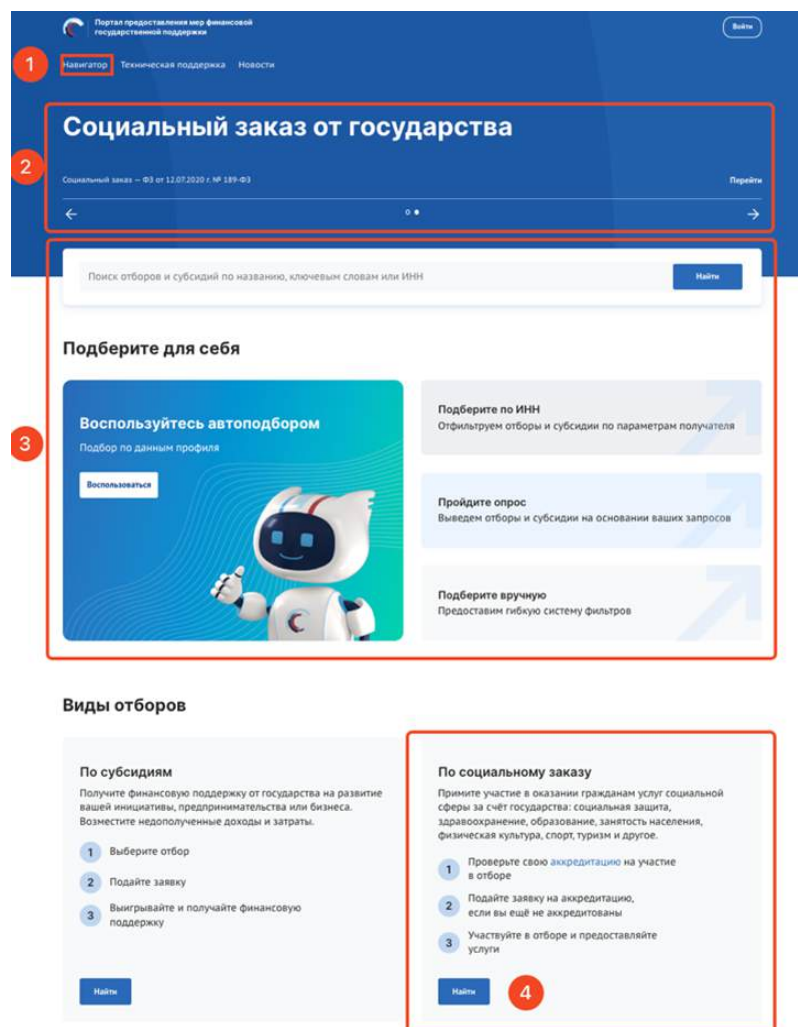 Портал предоставления мер финансовой
государственной поддержки
Войти
1
Навигатор Техническая поддержка Новости
Социальный заказ от государства
2
Социальный заказ — ФЗ от 12.07.2020 г. № 189-ФЗ
Перейти
Поиск отборов и субсидий по названию, ключевым словам или ИНН
Найти
Подберите для себя
3
Воспользуйтесь автоподбором
Подбор по данным профиля
Воспользоваться
Подберите по ИНН
Отфильтруем отборы и субсидии по параметрам получателя
Пройдите опрос
Выведем отборы и субсидии на основании ваших запросов
Подберите вручную
Предоставим гибкую систему фильтров
Виды отборов
По субсидиям
Получите финансовую поддержку от государства на развитие
вашей инициативы, предпринимательства или бизнеса.
Возместите недополученные доходы и затраты.
1 Выберите отбор
2 Подайте заявку
3 Выигрывайте и получайте финансовую
поддержку
Найти
По социальному заказу
Примите участие в оказании гражданам услуг социальной
сферы за счёт государства: социальная защита,
здравоохранение, образование, занятость населения,
физическая культура, спорт, туризм и другое.
1 Проверьте свою аккредитацию на участие
в отборе
2 Подайте заявку на аккредитацию,
если вы ещё не аккредитованы
3 Участвуйте в отборе и предоставляйте
услуги
Найти
4